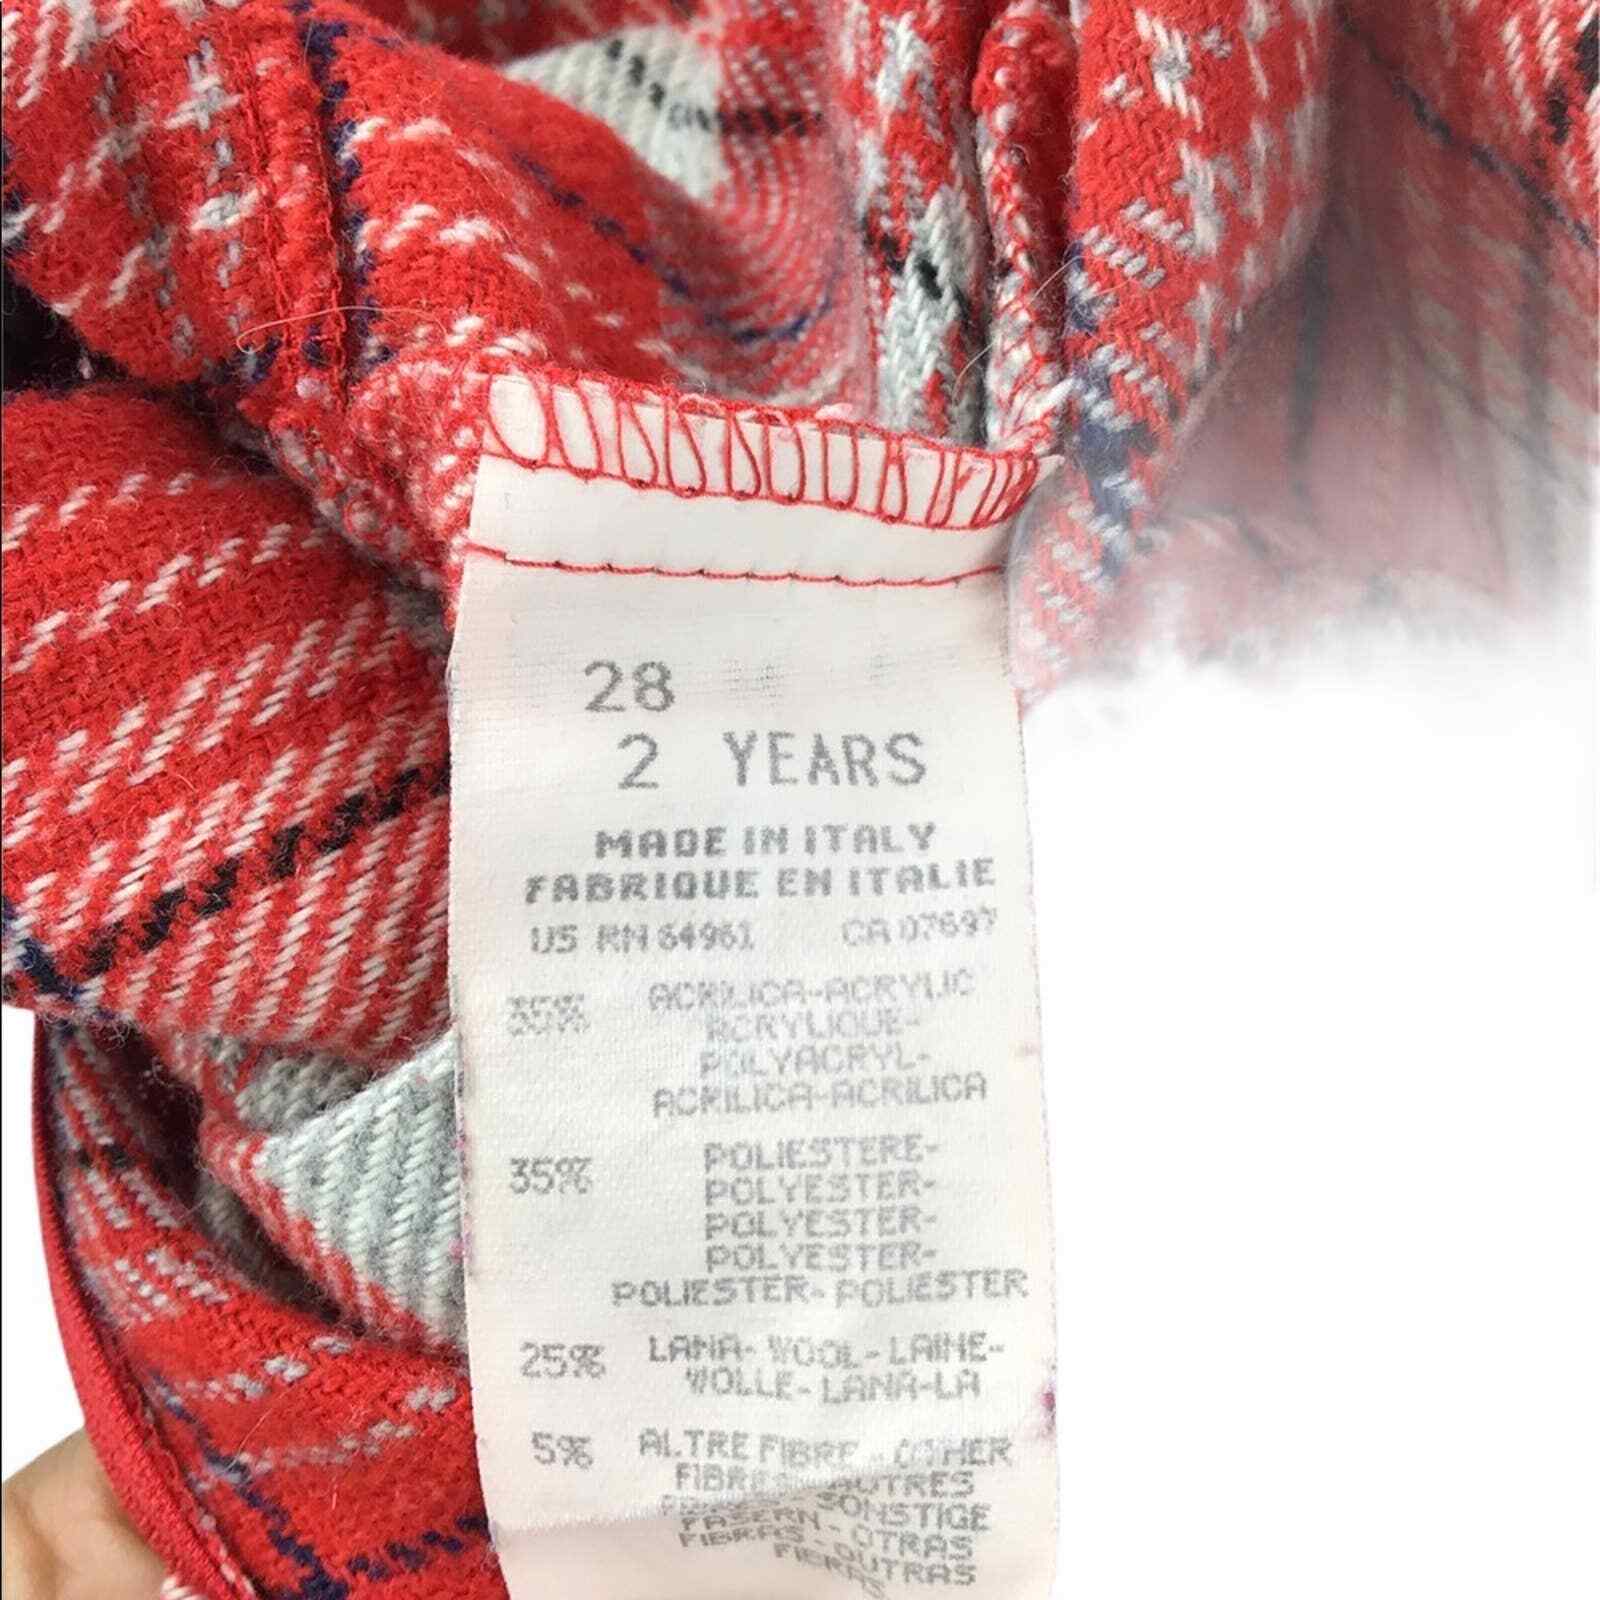 28
2 YEARS
MADE IN ITALY
FABRIQUE EN ITALIE
US RN 64961 CA 07697
35% ACRILICA-ACRYLIC
ACRYLIQUE-
POLYACRYL-
ACRILICA-ACRILICA
35% POLIESTERE-
POLYESTER-
POLYESTER-
POLYESTER-
POLIESTER-POLIESTER
25% LANA-WOOL-LAINE-
WOLLE-LANA-LA
5% ALTRE FIBRE-OTHER
AUTRES
SONSTIGE
FASERN-OTRAS
FIBRAS-OUTRAS